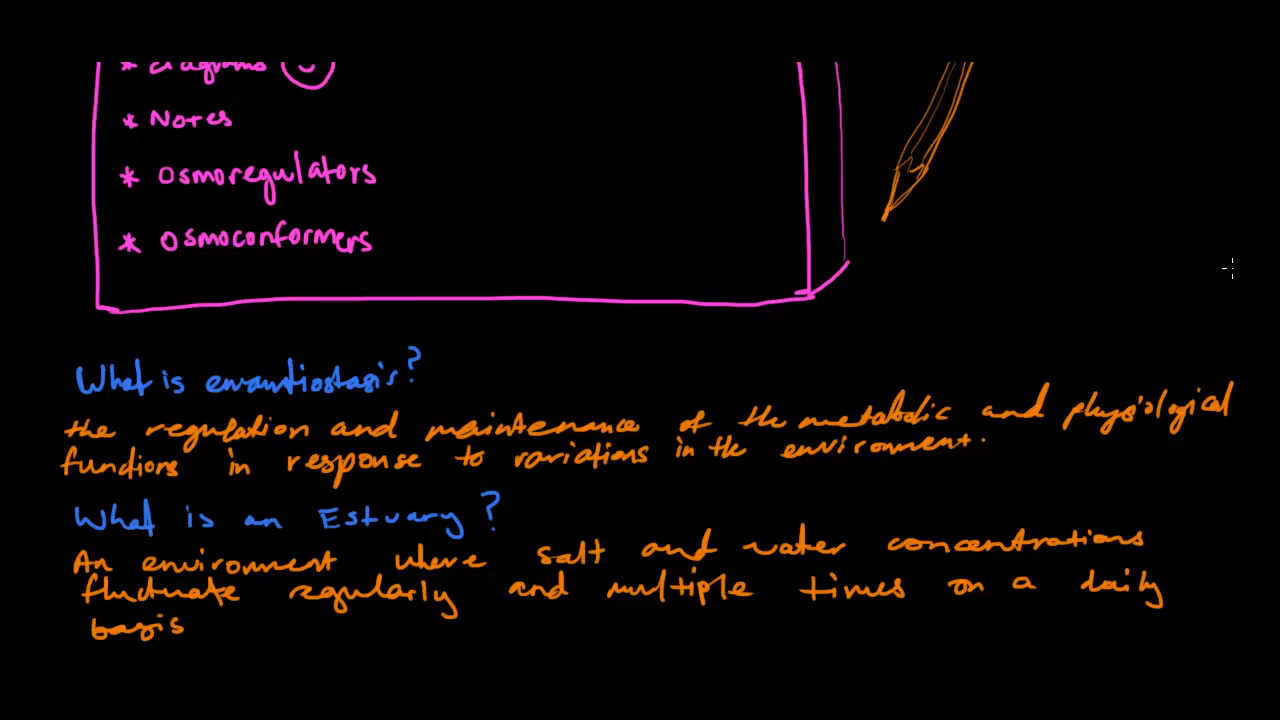 * diagrams
* Notes
* Osmoregulators
* Osmoconformers
What is enantiostasis?
the regulation and maintenance of the metabolic and physiological
functions in response to variations in the environment.
What is an Estuary?
An environment where salt and water concentrations
fluctuate regularly and multiple times on a daily
basis